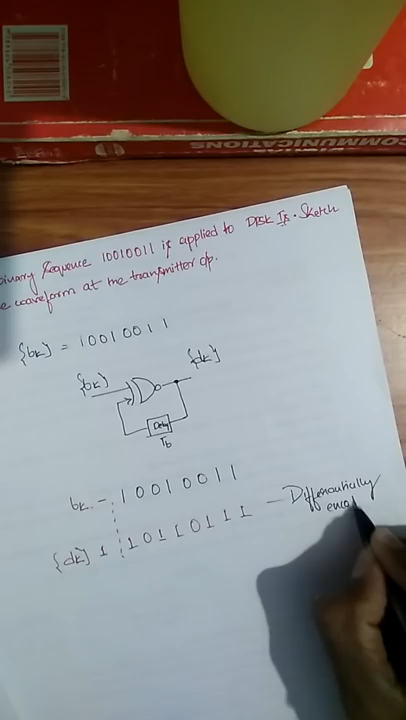 COMMUNICATIONS
binary Sequence 10010011 is applied to DPSK Tx. Sketch
e waveform at the transmitter o/p.
{bk} = 10010011
{bk} {dk}
Delay
Tb
bk - 1 0 0 1 0 0 1 1
{dk} 1 1 0 1 1 0 1 1 1 - Differentially
enco